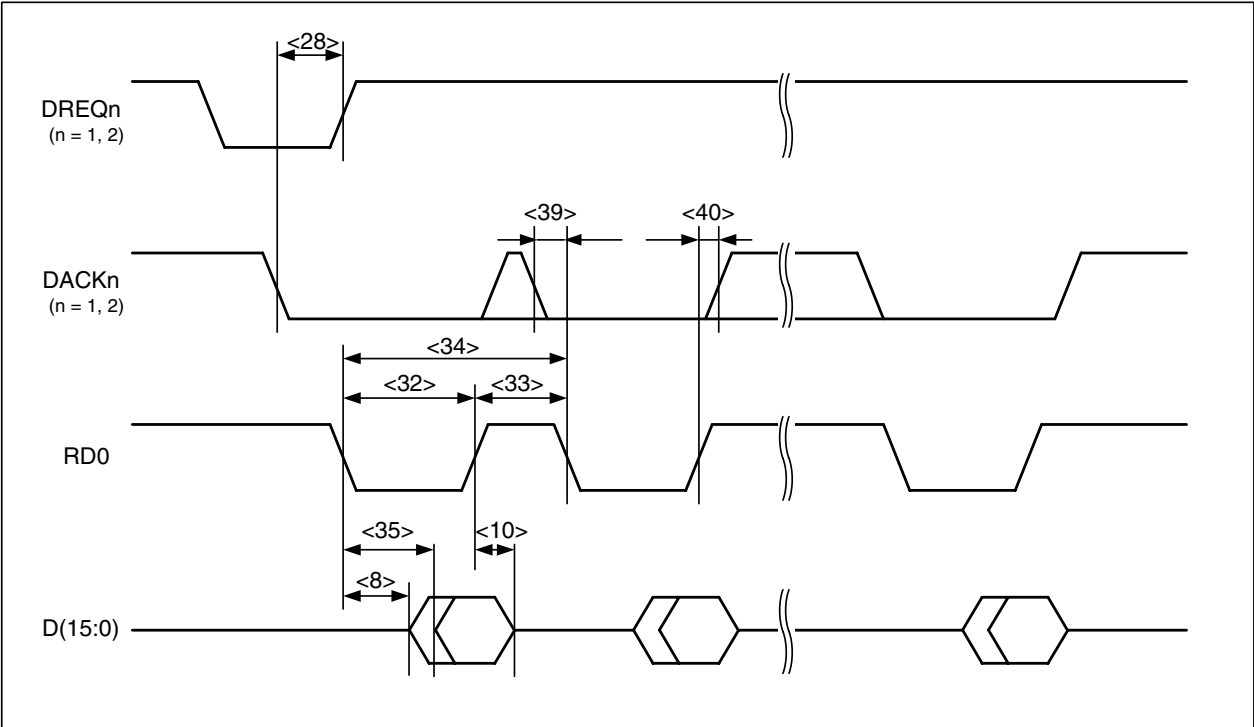 <28>
DREQn
(n = 1, 2)
<39>
<40>
DACKn
(n = 1, 2)
<34>
<32>
<33>
RD0
<35>
<10>
<8>
D(15:0)